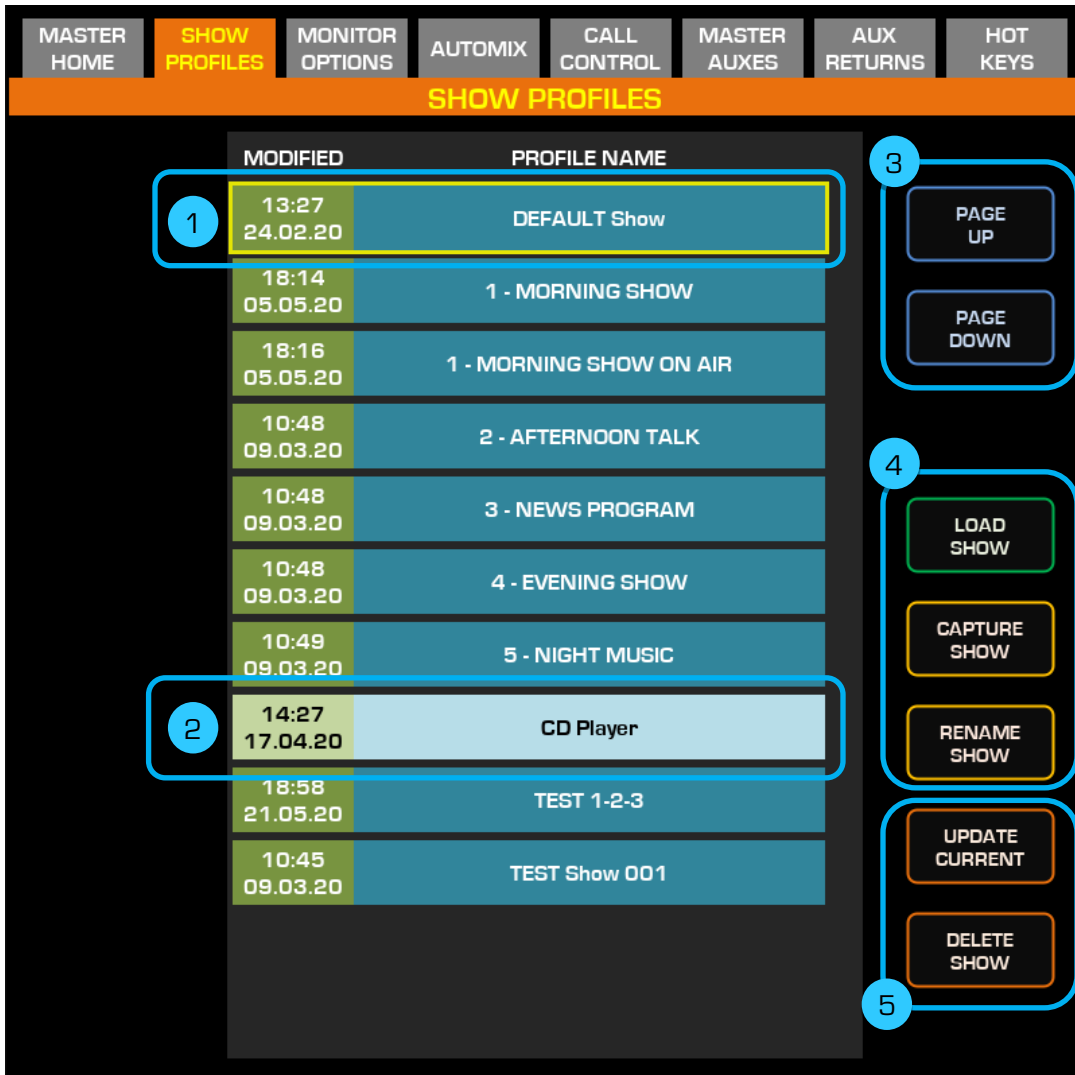 MASTER HOME
SHOW PROFILES
MONITOR OPTIONS
AUTOMIX
CALL CONTROL
MASTER AUXES
AUX RETURNS
HOT KEYS
SHOW PROFILES
MODIFIED PROFILE NAME
1
13:27
24.02.20
DEFAULT Show
18:14
05.05.20
1 - MORNING SHOW
18:16
05.05.20
1 - MORNING SHOW ON AIR
10:48
09.03.20
2 - AFTERNOON TALK
10:48
09.03.20
3 - NEWS PROGRAM
10:48
09.03.20
4 - EVENING SHOW
10:49
09.03.20
5 - NIGHT MUSIC
2
14:27
17.04.20
CD Player
18:58
21.05.20
TEST 1-2-3
10:45
09.03.20
TEST Show 001
3
PAGE
UP
PAGE
DOWN
4
LOAD
SHOW
CAPTURE
SHOW
RENAME
SHOW
UPDATE
CURRENT
DELETE
SHOW
5